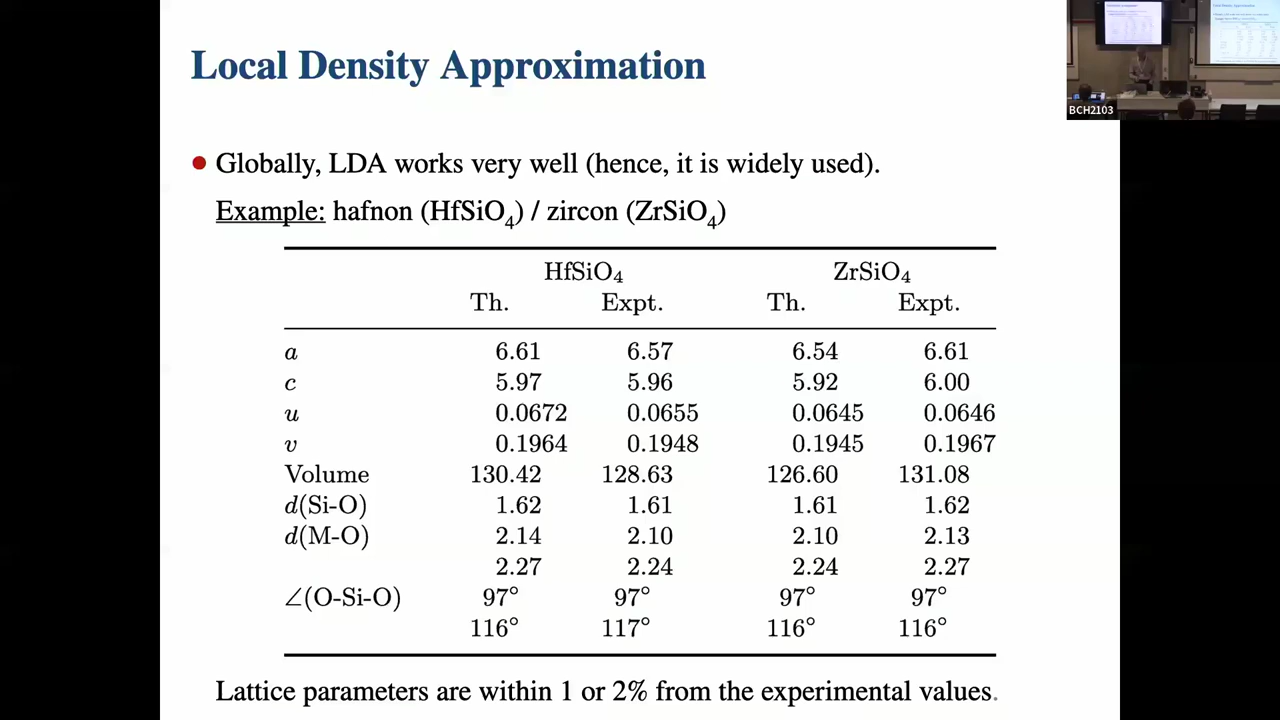 Local Density Approximation
BCH2103
• Globally, LDA works very well (hence, it is widely used).
Example: hafnon (HfSiO4) / zircon (ZrSiO4)
HfSiO4 ZrSiO4
Th. Expt. Th. Expt.
a 6.61 6.57 6.54 6.61
c 5.97 5.96 5.92 6.00
u 0.0672 0.0655 0.0645 0.0646
v 0.1964 0.1948 0.1945 0.1967
Volume 130.42 128.63 126.60 131.08
d(Si-O) 1.62 1.61 1.61 1.62
d(M-O) 2.14 2.10 2.10 2.13
2.27 2.24 2.24 2.27
∠(O-Si-O) 97° 97° 97° 97°
116° 117° 116° 116°
Lattice parameters are within 1 or 2% from the experimental values.